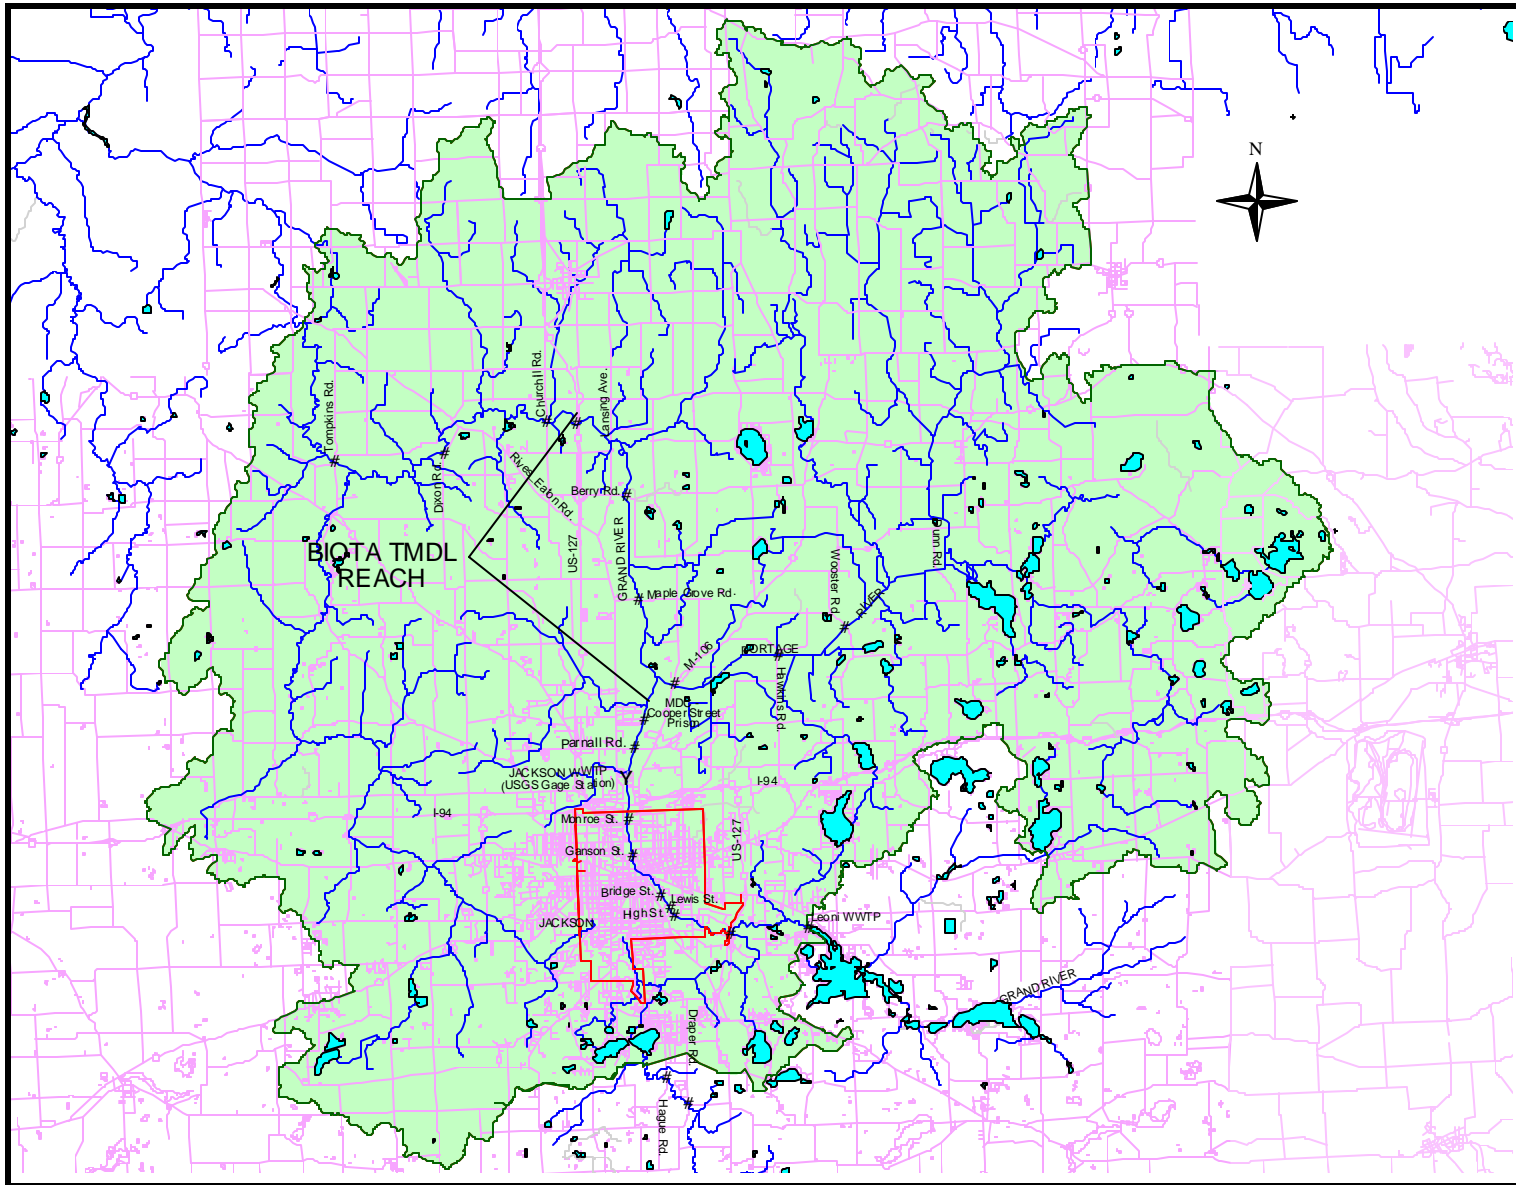 N
Churchill Rd.
Lansing Ave.
Tompkins Rd.
Dixon Rd.
Rives Eaton Rd.
Berry Rd.
GRAND RIVER
US-127
Dunn Rd.
BIOTA TMDL
REACH
Wooster Rd
Maple Grove Rd.
RIVER
M-106
PORTAGE
Hawkins Rd.
MDC
Cooper Street
Prison
Parnall Rd.
JACKSON WWTP
(USGS Gage Station)
I-94
I-94
Monroe St.
US-127
Ganson St.
Bridge St.
Lewis St.
High St.
JACKSON
Leoni WWTP
GRAND RIVER
Draper Rd.
Hague Rd.